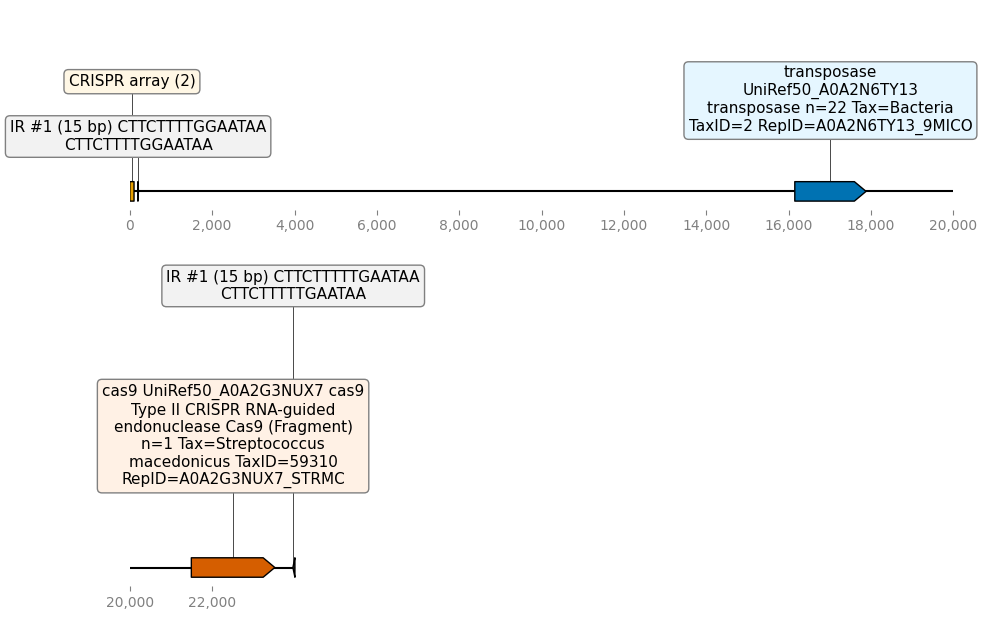 CRISPR array (2)
IR #1 (15 bp) CTTCTTTTGGAATAA
CTTCTTTTGGAATAA
transposase
UniRef50_A0A2N6TY13
transposase n=22 Tax=Bacteria
TaxID=2 RepID=A0A2N6TY13_9MICO
0
2,000
4,000
6,000
8,000
10,000
12,000
14,000
16,000
18,000
20,000
IR #1 (15 bp) CTTCTTTTTGAATAA
CTTCTTTTTGAATAA
cas9 UniRef50_A0A2G3NUX7 cas9
Type II CRISPR RNA-guided
endonuclease Cas9 (Fragment)
n=1 Tax=Streptococcus
macedonicus TaxID=59310
RepID=A0A2G3NUX7_STRMC
20,000
22,000